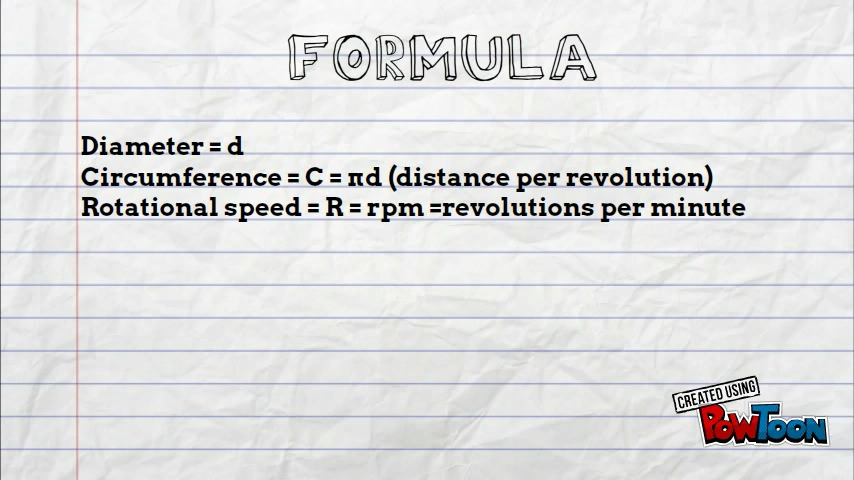 FORMULA
Diameter = d
Circumference = C = πd (distance per revolution)
Rotational speed = R = rpm =revolutions per minute
CREATED USING
POWTOON